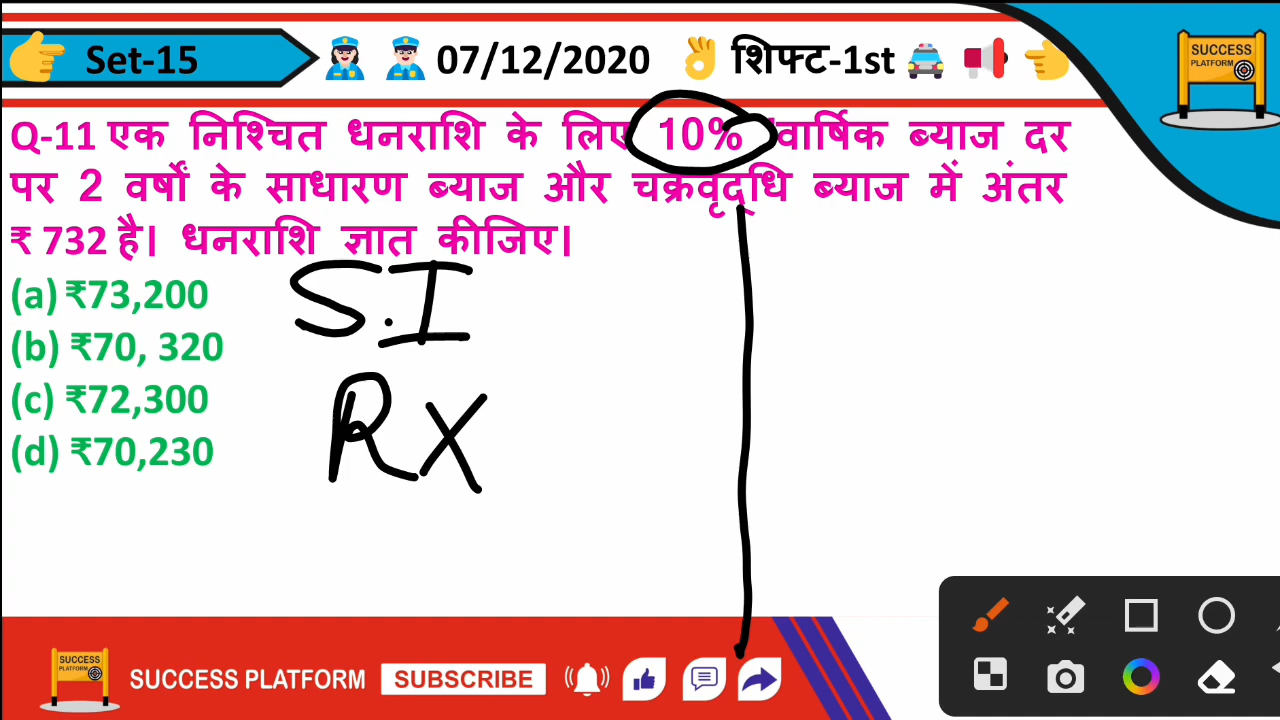 Set-15 07/12/2020 शिफ्ट-1st
SUCCESS
PLATFORM
Q-11 एक निश्चित धनराशि के लिए 10% वार्षिक ब्याज दर
पर 2 वर्षों के साधारण ब्याज और चक्रवृद्धि ब्याज में अंतर
₹ 732 है। धनराशि ज्ञात कीजिए।
(a) ₹73,200
(b) ₹70, 320
(c) ₹72,300
(d) ₹70,230
S.I
RX
SUCCESS
PLATFORM
SUCCESS PLATFORM SUBSCRIBE